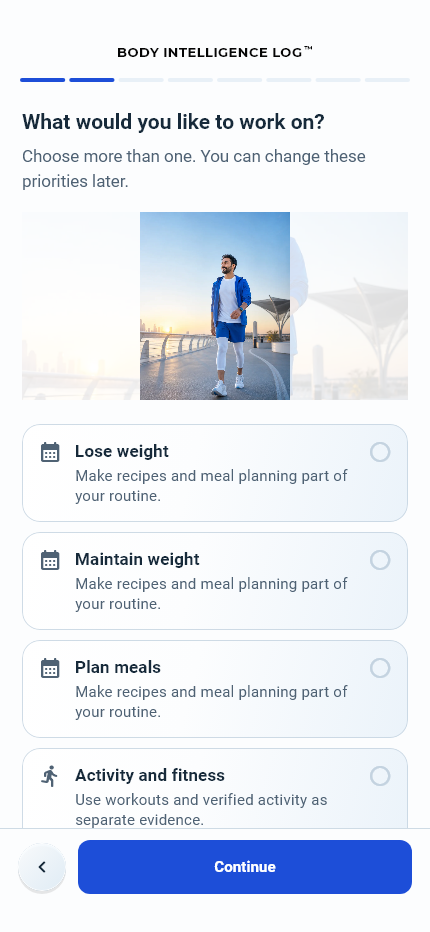 BODY INTELLIGENCE LOG™
What would you like to work on?
Choose more than one. You can change these
priorities later.
Lose weight
Make recipes and meal planning part of
your routine.
Maintain weight
Make recipes and meal planning part of
your routine.
Plan meals
Make recipes and meal planning part of
your routine.
Activity and fitness
Use workouts and verified activity as
separate evidence.
Continue